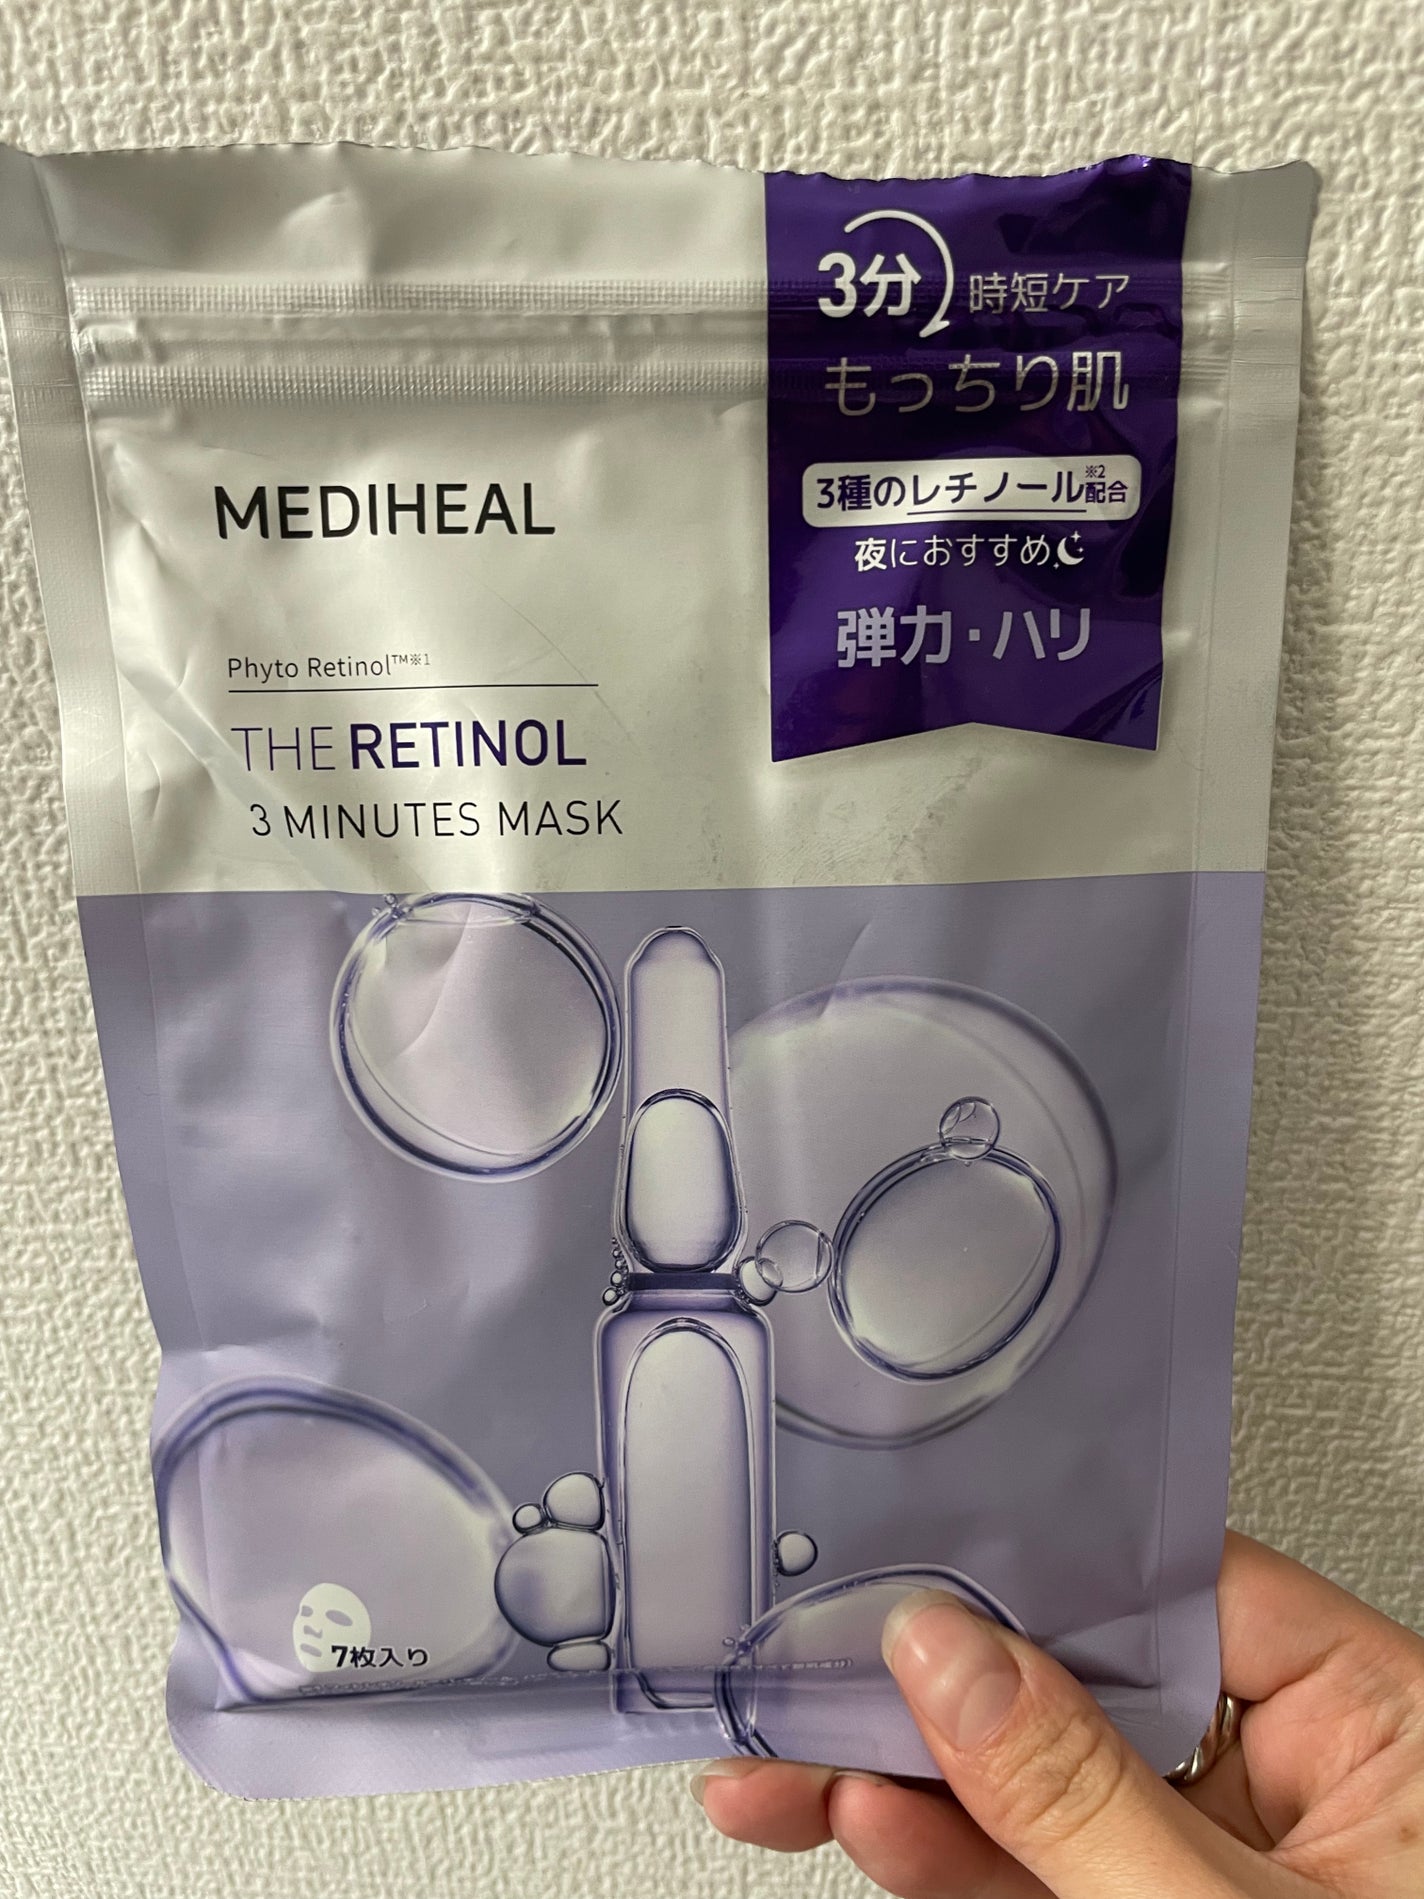 3分 時短ケア
もっちり肌
3種のレチノール※2配合
夜におすすめ
弾力・ハリ
MEDIHEAL
Phyto Retinol™※1
THE RETINOL
3 MINUTES MASK
7枚入り